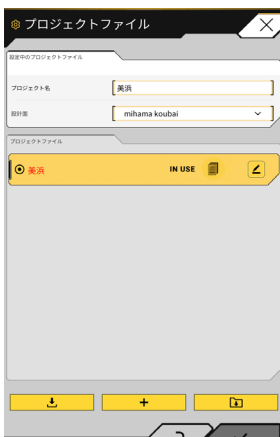 プロジェクトファイル
設定中のプロジェクトファイル
プロジェクト名 美浜
設計面 mihama koubai
プロジェクトファイル
美浜 IN USE